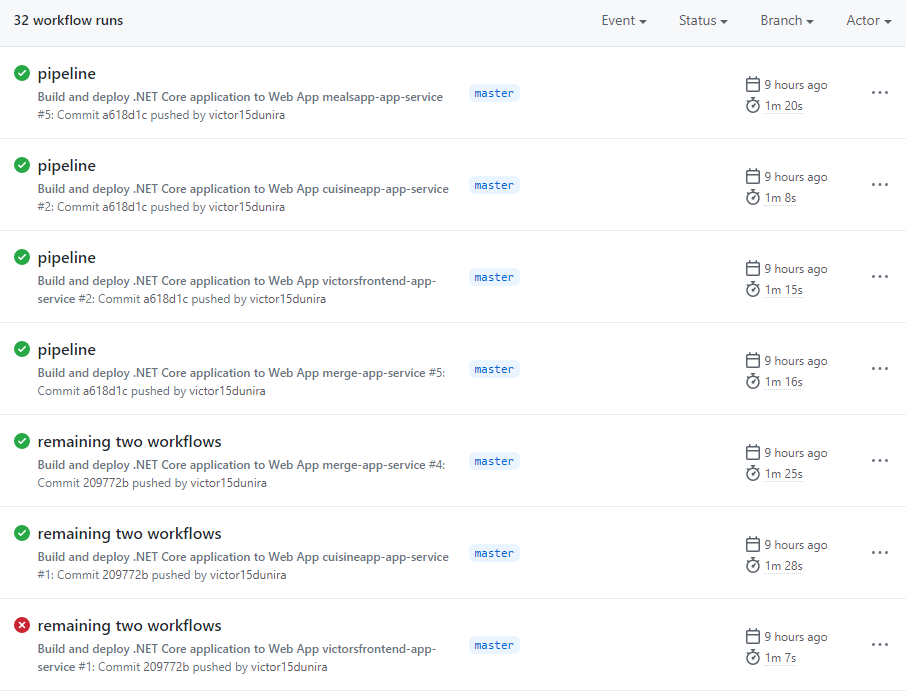 32 workflow runs
Event Status Branch Actor
pipeline
Build and deploy .NET Core application to Web App mealsapp-app-service
#5: Commit a618d1c pushed by victor15dunira
master
9 hours ago
1m 20s
pipeline
Build and deploy .NET Core application to Web App cuisineapp-app-service
#2: Commit a618d1c pushed by victor15dunira
master
9 hours ago
1m 8s
pipeline
Build and deploy .NET Core application to Web App victorsfrontend-app-
service #2: Commit a618d1c pushed by victor15dunira
master
9 hours ago
1m 15s
pipeline
Build and deploy .NET Core application to Web App merge-app-service #5:
Commit a618d1c pushed by victor15dunira
master
9 hours ago
1m 16s
remaining two workflows
Build and deploy .NET Core application to Web App merge-app-service #4:
Commit 209772b pushed by victor15dunira
master
9 hours ago
1m 25s
remaining two workflows
Build and deploy .NET Core application to Web App cuisineapp-app-service
#1: Commit 209772b pushed by victor15dunira
master
9 hours ago
1m 28s
remaining two workflows
Build and deploy .NET Core application to Web App victorsfrontend-app-
service #1: Commit 209772b pushed by victor15dunira
master
9 hours ago
1m 7s